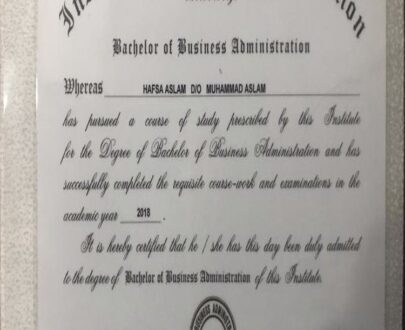 Bachelor of Business Administration
Whereas HAFSA ASLAM D/O MUHAMMAD ASLAM
has pursued a course of study prescribed by this Institute
for the Degree of Bachelor of Business Administration and has
successfully completed the requisite course-work and examinations in the
academic year 2018 .
It is hereby certified that he / she has this day been duly admitted
to the degree of Bachelor of Business Administration of this Institute.
BUSINESS ADMINIST